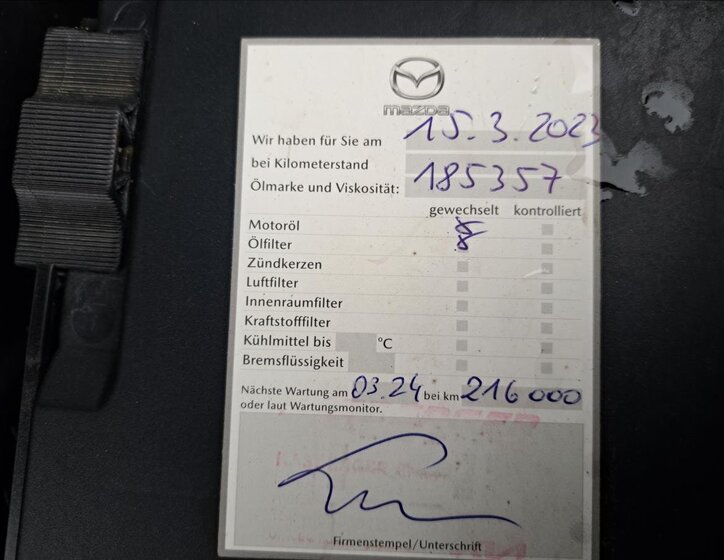 mazda
Wir haben für Sie am 15.3.2023
bei Kilometerstand
Ölmarke und Viskosität: 185357
gewechselt kontrolliert
Motoröl
Ölfilter
Zündkerzen
Luftfilter
Innenraumfilter
Kraftstofffilter
Kühlmittel bis °C
Bremsflüssigkeit
Nächste Wartung am 03.24 bei km 216000
oder laut Wartungsmonitor.
Firmenstempel/Unterschrift